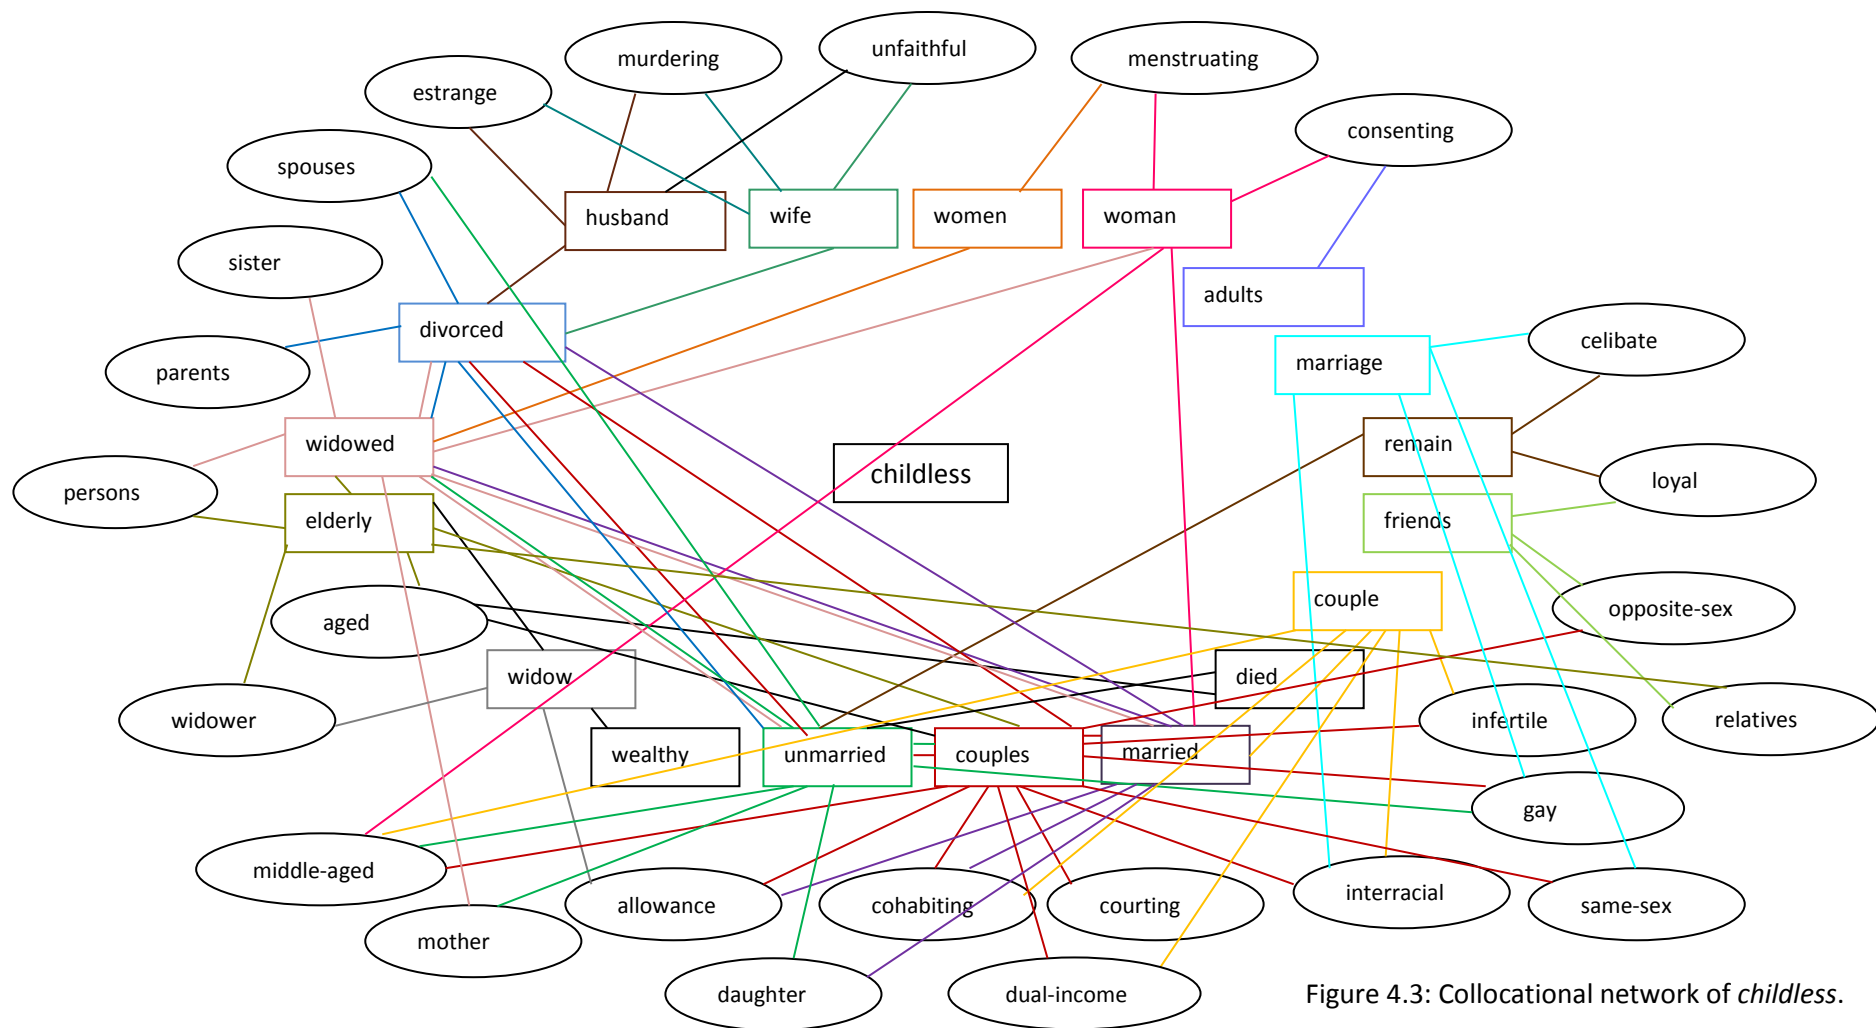 unfaithful
murdering
menstruating
estrange
consenting
spouses
husband
wife
women
woman
sister
adults
divorced
celibate
marriage
parents
widowed
remain
childless
loyal
persons
elderly
friends
couple
opposite-sex
aged
widow
died
widower
infertile
relatives
wealthy
unmarried
couples
married
gay
middle-aged
interracial
allowance
cohabiting
courting
same-sex
mother
daughter
dual-income
Figure 4.3: Collocational network of childless.